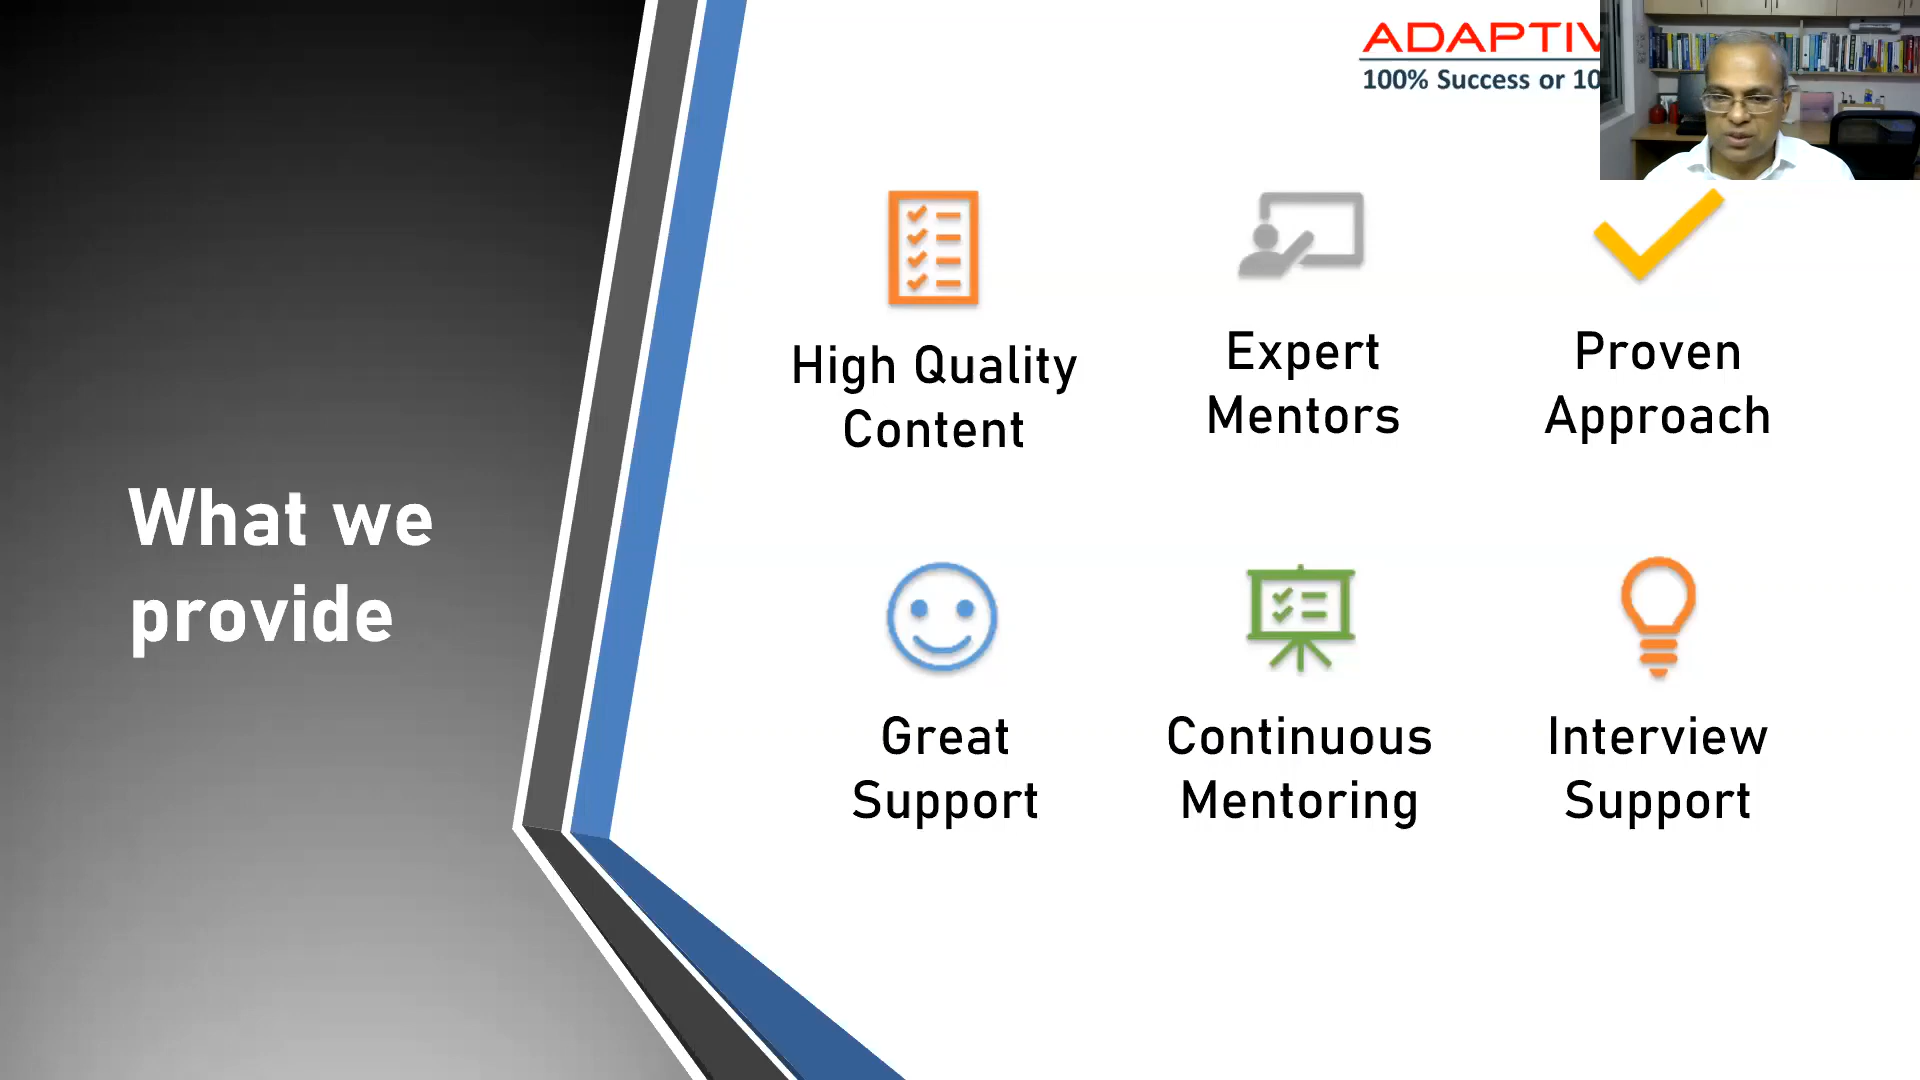 ADAPTIV
100% Success or 10
High Quality
Content
Expert
Mentors
Proven
Approach
What we
provide
Great
Support
Continuous
Mentoring
Interview
Support